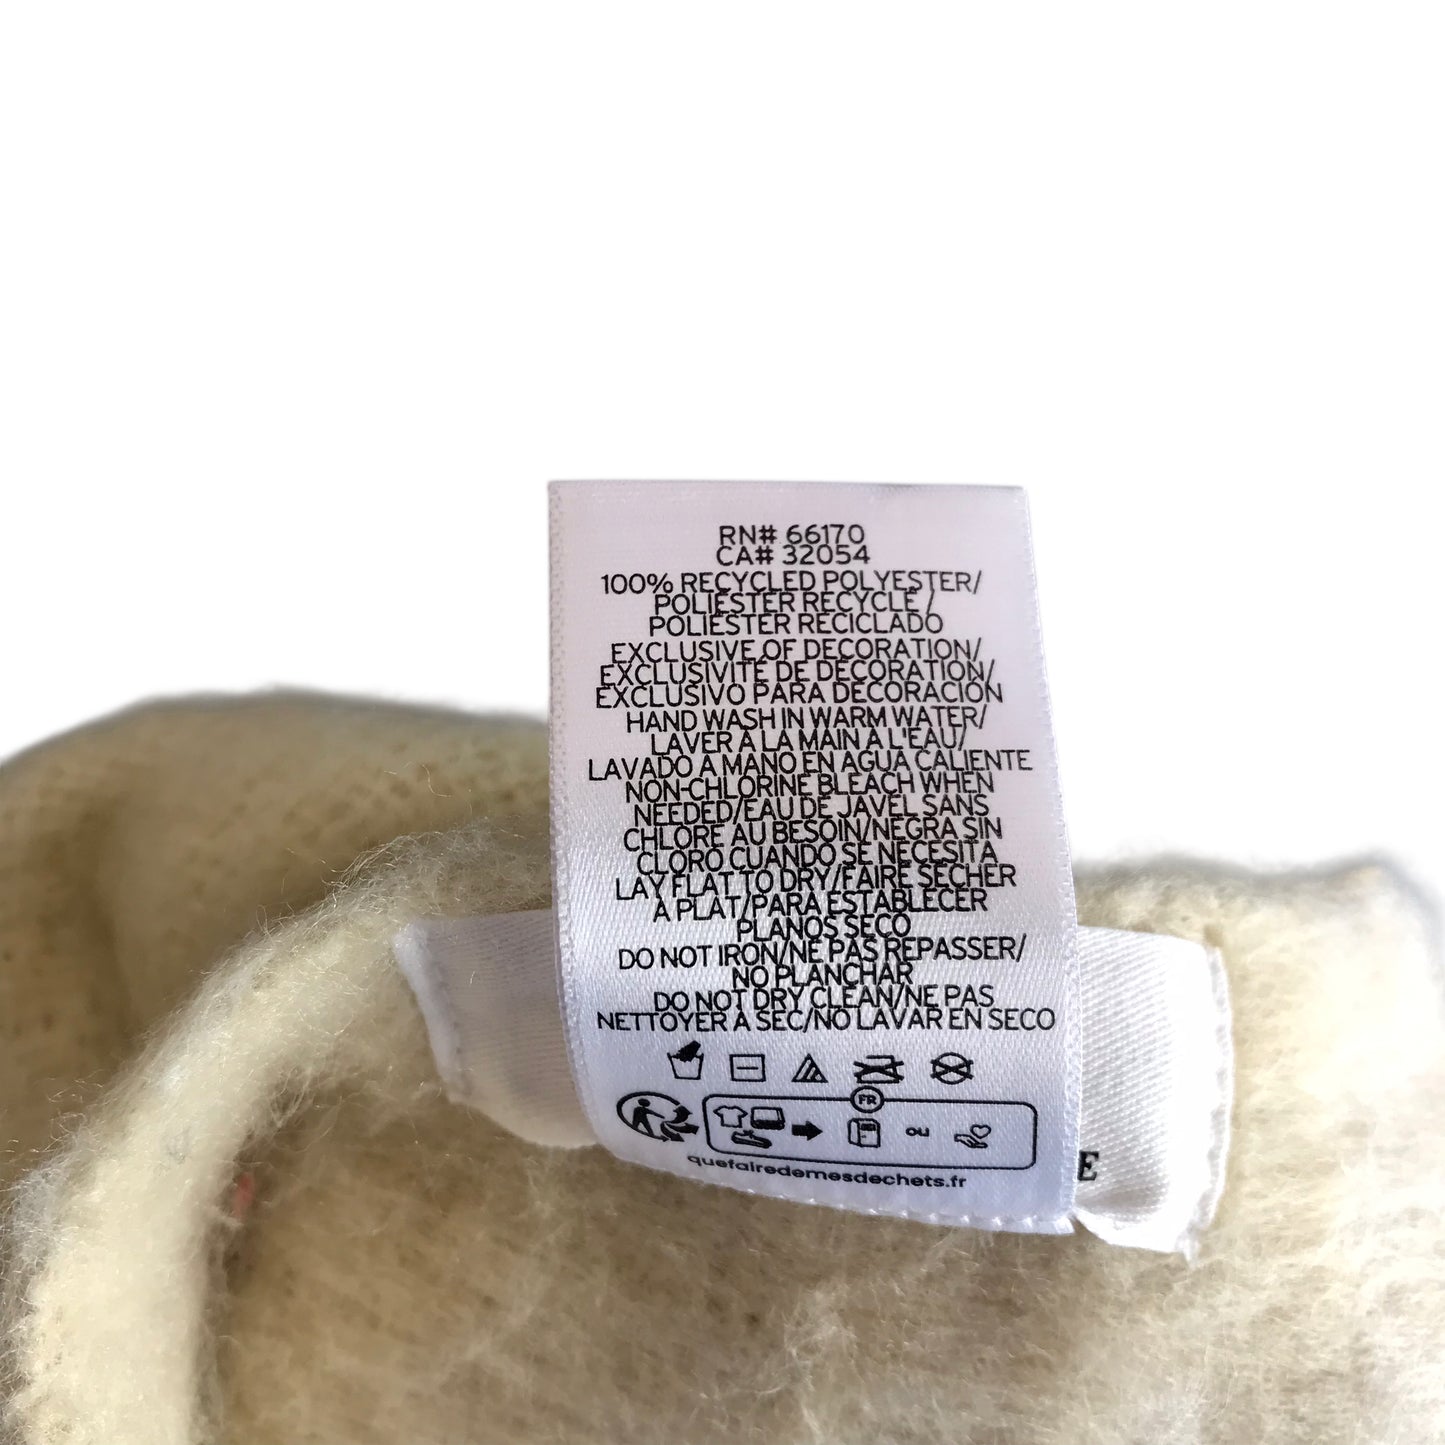 RN# 66170
CA# 32054
100% RECYCLED POLYESTER/
POLIESTER RECYCLE /
POLIESTER RECICLADO
EXCLUSIVE OF DECORATION/
EXCLUSIVITÉ DE DÉCORATION/
EXCLUSIVO PARA DECORACIÓN
HAND WASH IN WARM WATER/
LAVER À LA MAIN À L'EAU/
LAVADO A MANO EN AGUA CALIENTE
NON-CHLORINE BLEACH WHEN
NEEDED/EAU DE JAVEL SANS
CHLORE AU BESOIN/NEGRA SIN
CLORO CUANDO SE NECESITA
LAY FLAT TO DRY/FAIRE SÉCHER
A PLAT/PARA ESTABLECER
PLANOS SECO
DO NOT IRON/NE PAS REPASSER/
NO PLANCHAR
DO NOT DRY CLEAN/NE PAS
NETTOYER À SEC/NO LAVAR EN SECO
FR
OU
quefairedemesdechets.fr
E